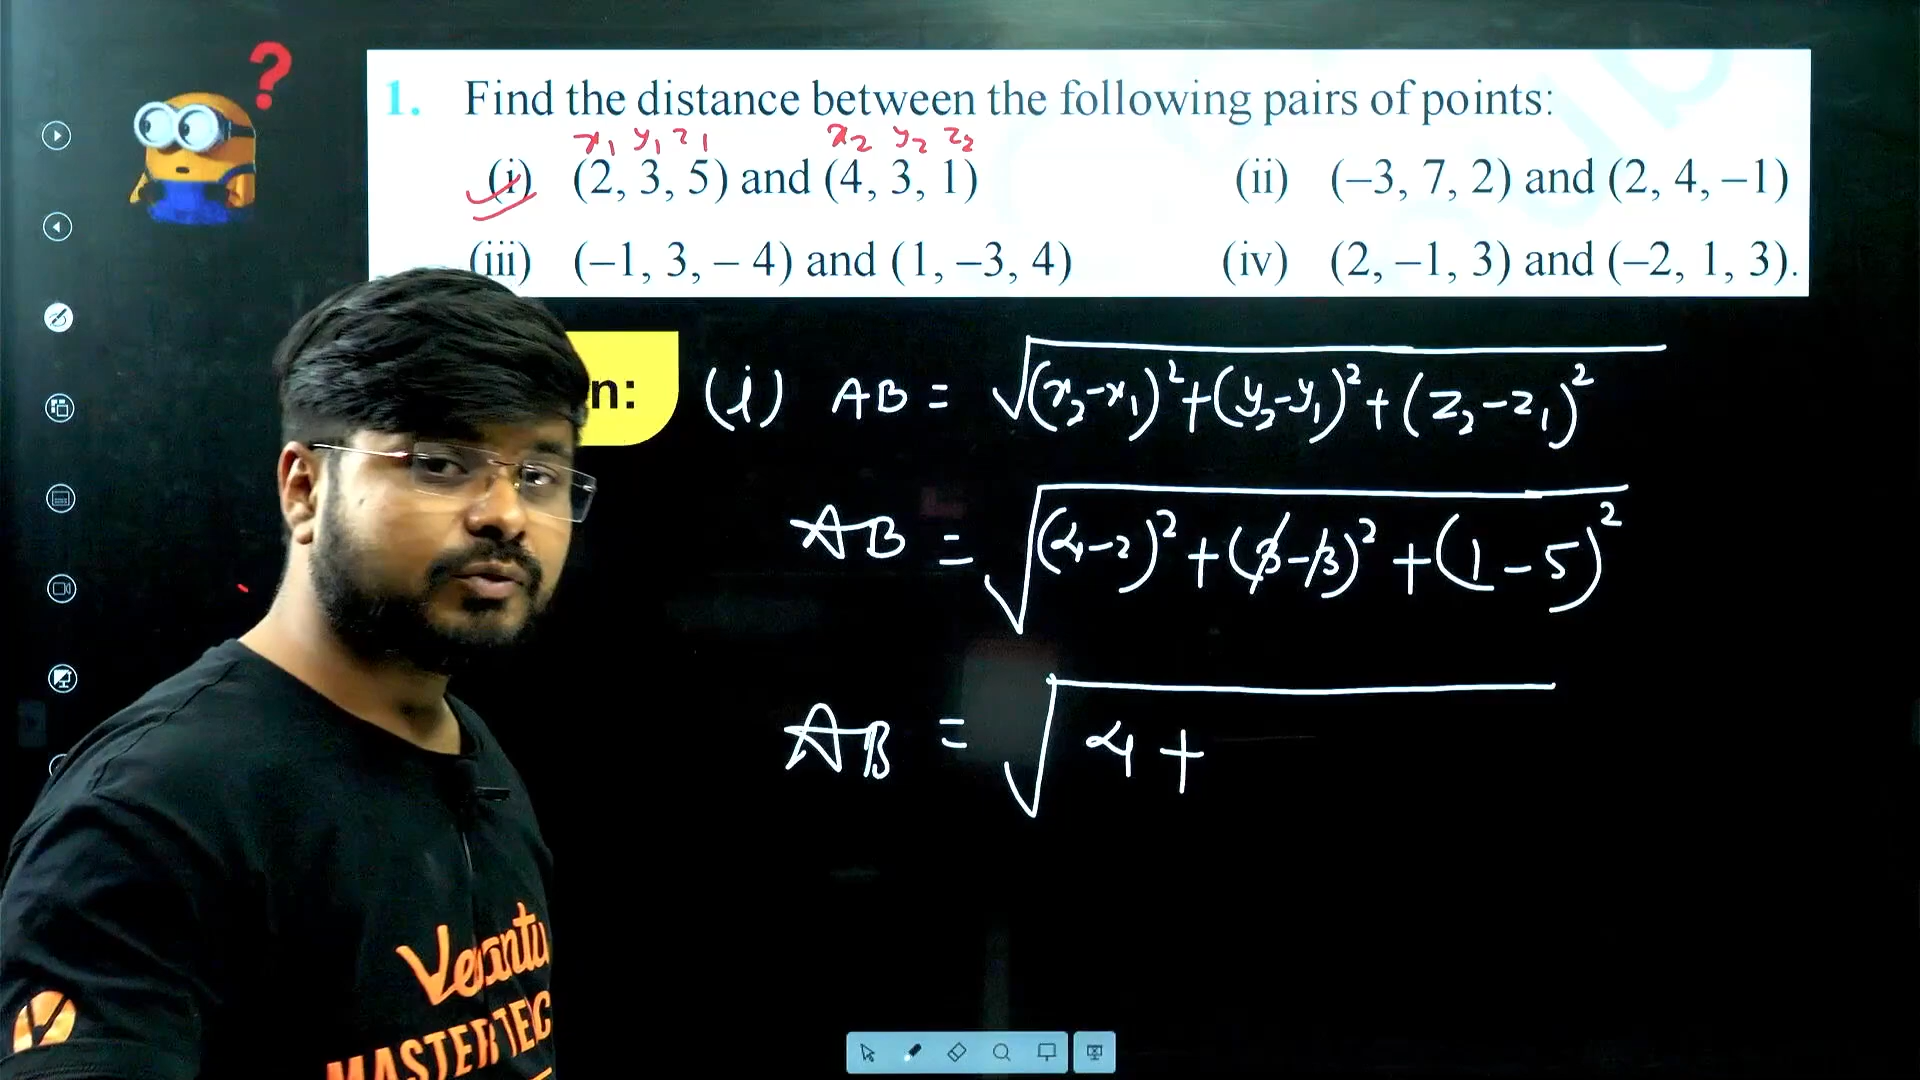 ?
1. Find the distance between the following pairs of points:
x₁ y₁ z₁ x₂ y₂ z₂
(i) (2, 3, 5) and (4, 3, 1) (ii) (–3, 7, 2) and (2, 4, –1)
(iii) (–1, 3, – 4) and (1, –3, 4) (iv) (2, –1, 3) and (–2, 1, 3).
n:
(i) AB = √(x₂-x₁)²+(y₂-y₁)²+(z₂-z₁)²
AB = √(4-2)²+(3-3)²+(1-5)²
AB = √4+
Vedantu
MASTER TEAC